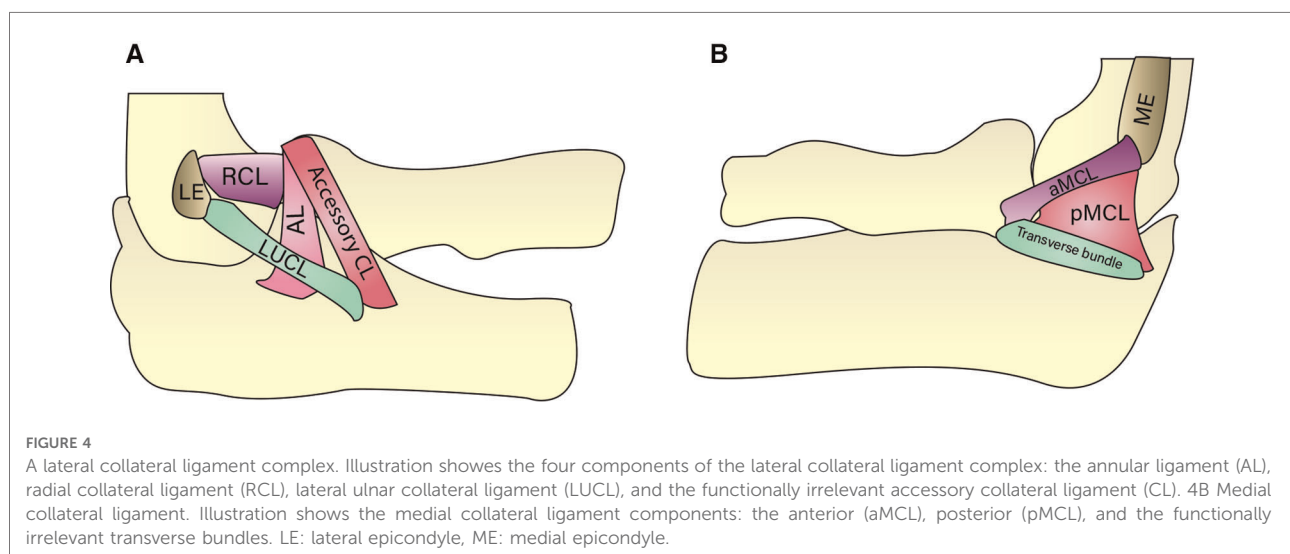 A
B
LE
RCL
AL
Accessory CL
LUCL
ME
aMCL
pMCL
Transverse bundle
FIGURE 4
A lateral collateral ligament complex. Illustration showes the four components of the lateral collateral ligament complex: the annular ligament (AL),
radial collateral ligament (RCL), lateral ulnar collateral ligament (LUCL), and the functionally irrelevant accessory collateral ligament (CL). 4B Medial
collateral ligament. Illustration shows the medial collateral ligament components: the anterior (aMCL), posterior (pMCL), and the functionally
irrelevant transverse bundles. LE: lateral epicondyle, ME: medial epicondyle.